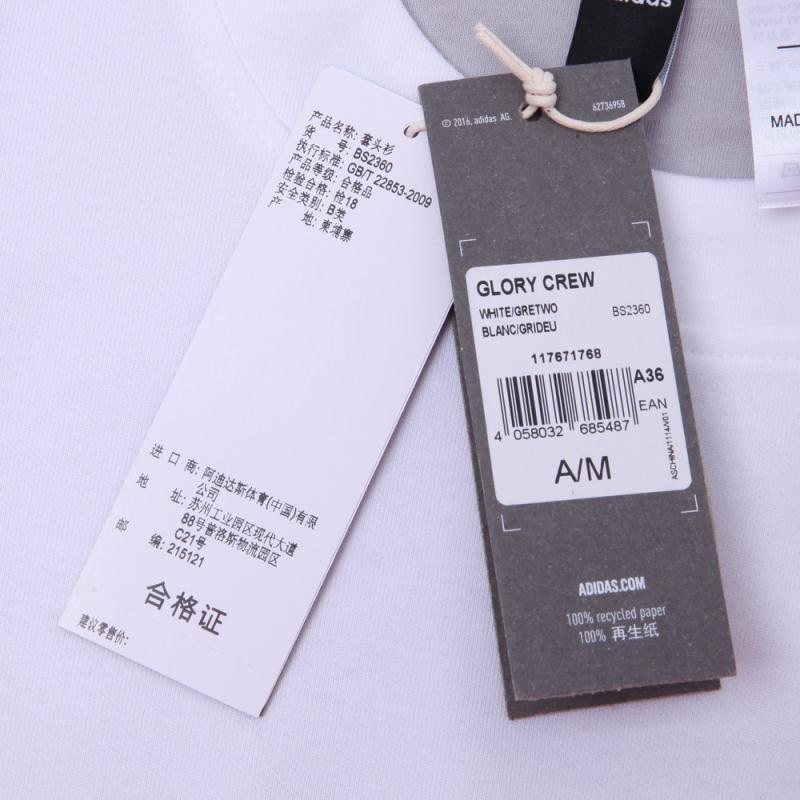 产品名称: 套头衫
货 号: BS2360
执行标准: GB/T 22853-2009
产品等级: 合格品
检验合格: 检18
安全类别: B类
产 地: 柬埔寨
进 口 商: 阿迪达斯体育(中国)有限
公司
地 址: 苏州工业园区现代大道
88号普洛斯物流园区
C21号
邮 编: 215121
合格证
建议零售价:
adidas
© 2016, adidas AG.
62736958
GLORY CREW
WHITE/GRETWO
BS2360
BLANC/GRIDEU
117671768
A36
EAN
4 058032 685487
A/M
ASCHINA/1114/V01
ADIDAS.COM
100% recycled paper
100% 再生纸
MAD